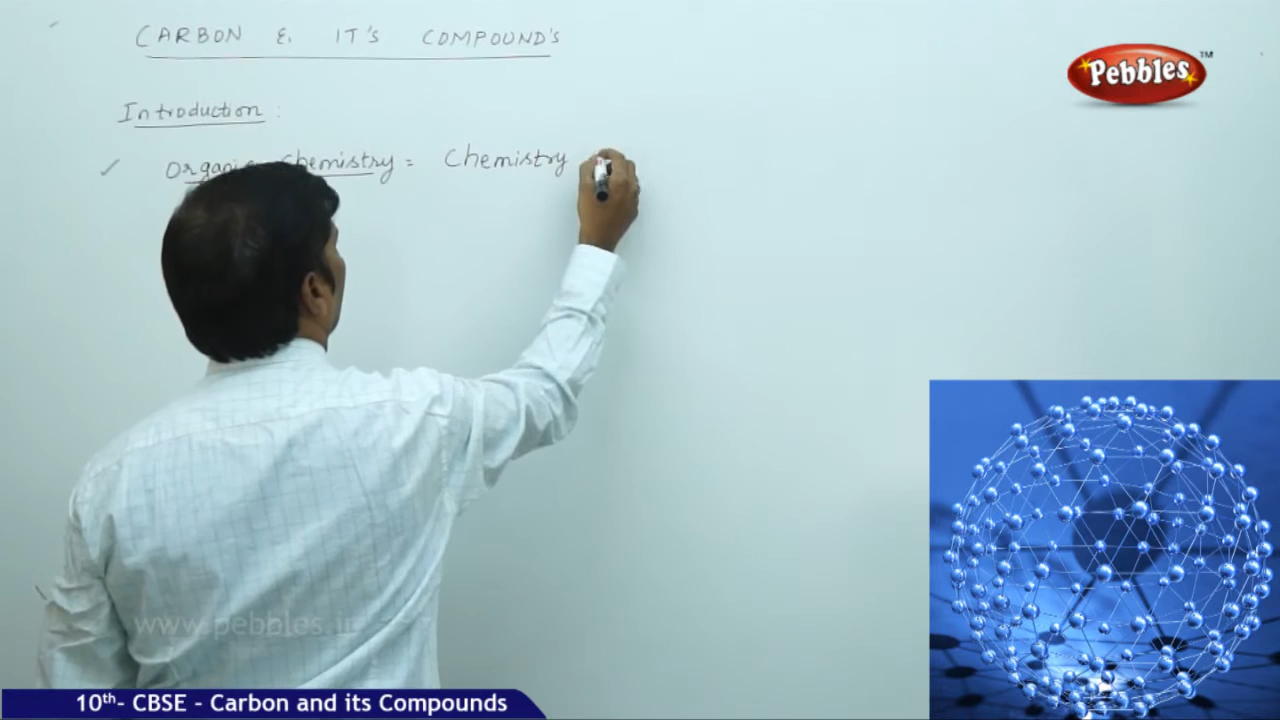 CARBON & IT'S COMPOUND'S
Pebbles™
Introduction :
✓ Organic Chemistry = Chemistry
www.pebbles.in
10th- CBSE - Carbon and its Compounds